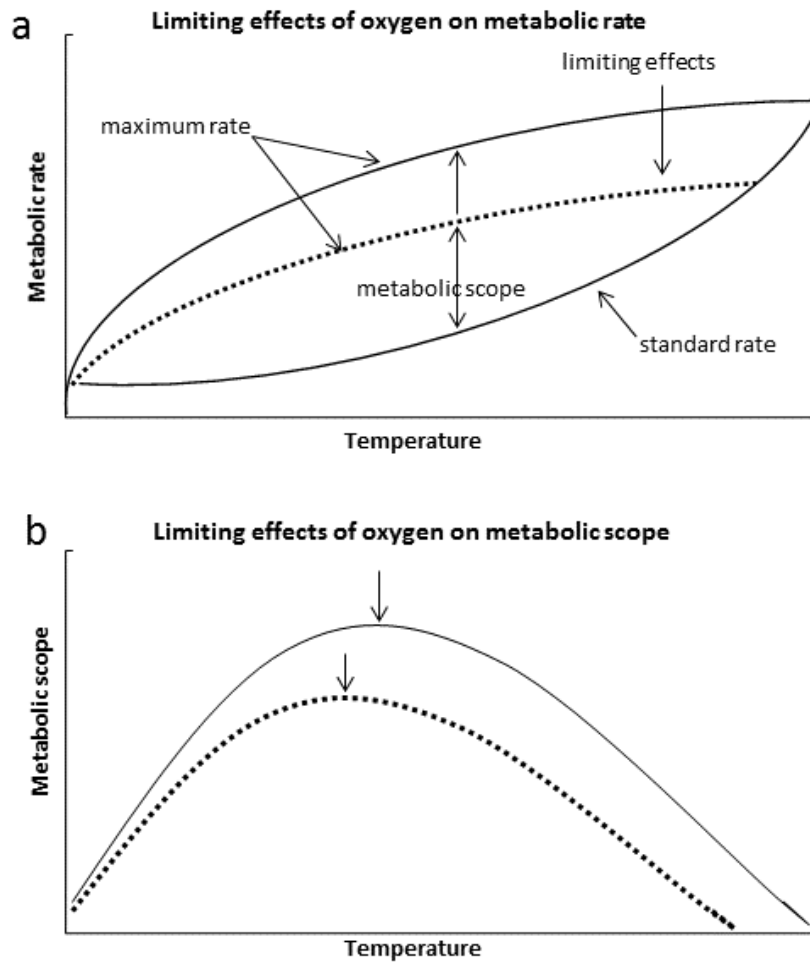 a
Limiting effects of oxygen on metabolic rate
limiting effects
maximum rate
Metabolic rate
metabolic scope
standard rate
Temperature
b
Limiting effects of oxygen on metabolic scope
Metabolic scope
Temperature